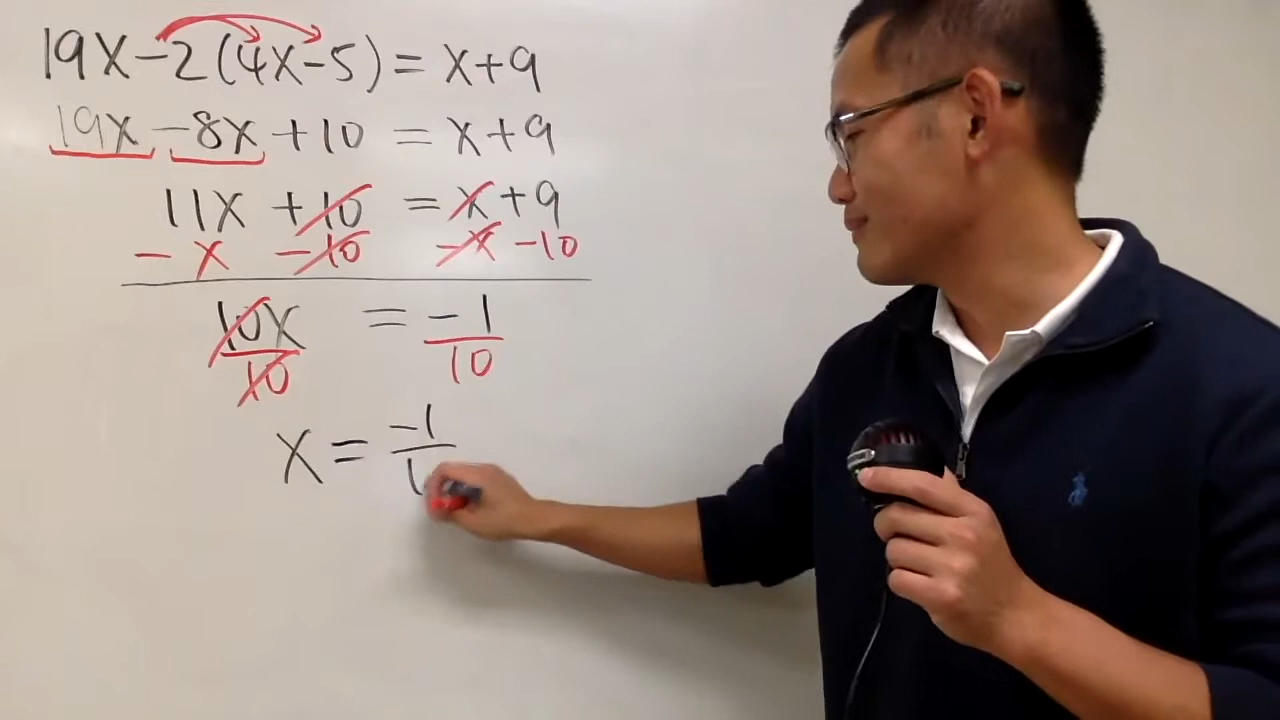 19x-2(4x-5)=x+9
19x-8x+10=x+9
11x+10=x+9
-x -10 -x -10
10x = -1
10 10
x = -1
1